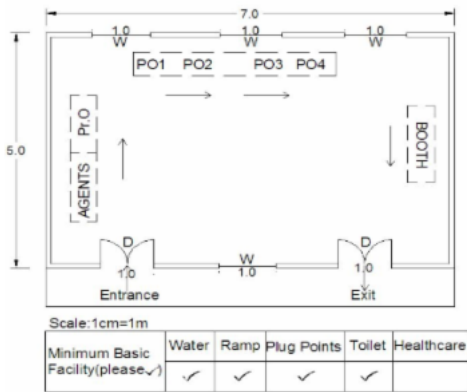 7.0
1.0 1.0 1.0
W W W
PO1 PO2 PO3 PO4
5.0
Pr.O
AGENTS
BOOTH
D W D
1.0 1.0 1.0
Entrance Exit
Scale:1cm=1m
Minimum Basic Facility(please✓) Water Ramp Plug Points Toilet Healthcare
✓ ✓ ✓ ✓